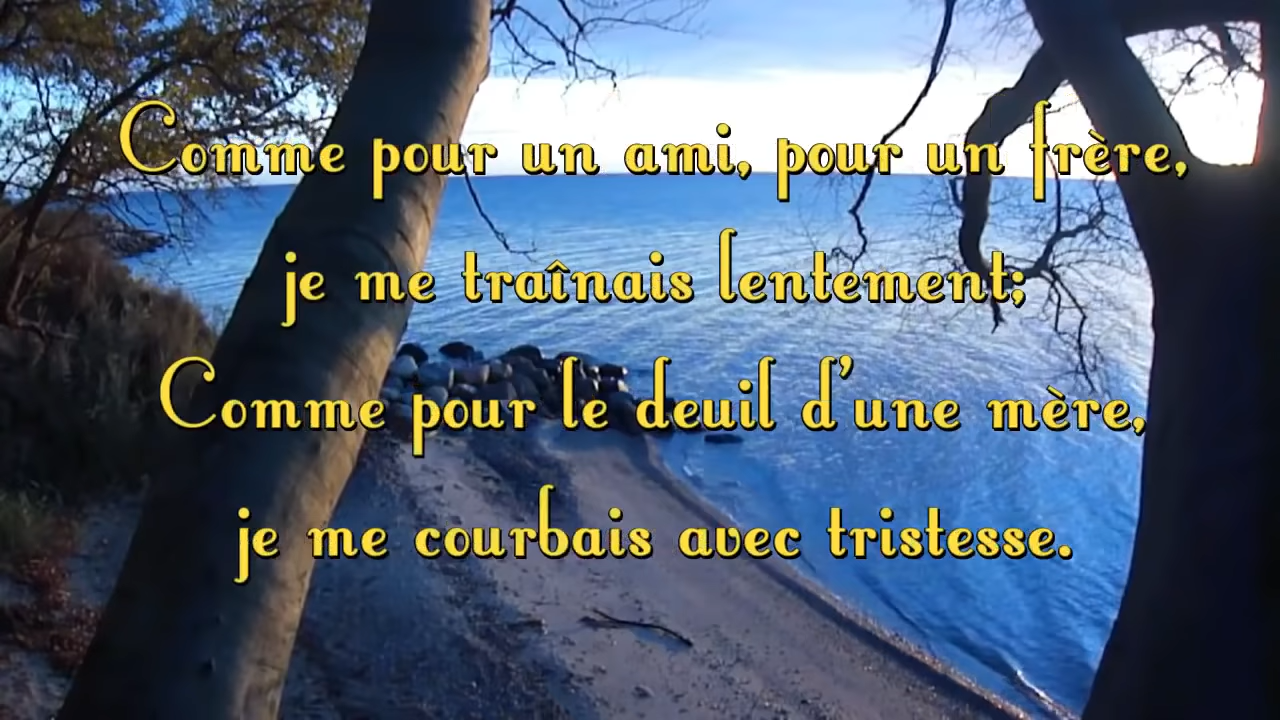 Comme pour un ami, pour un frère,
je me traînais lentement;
Comme pour le deuil d'une mère,
je me courbais avec tristesse.